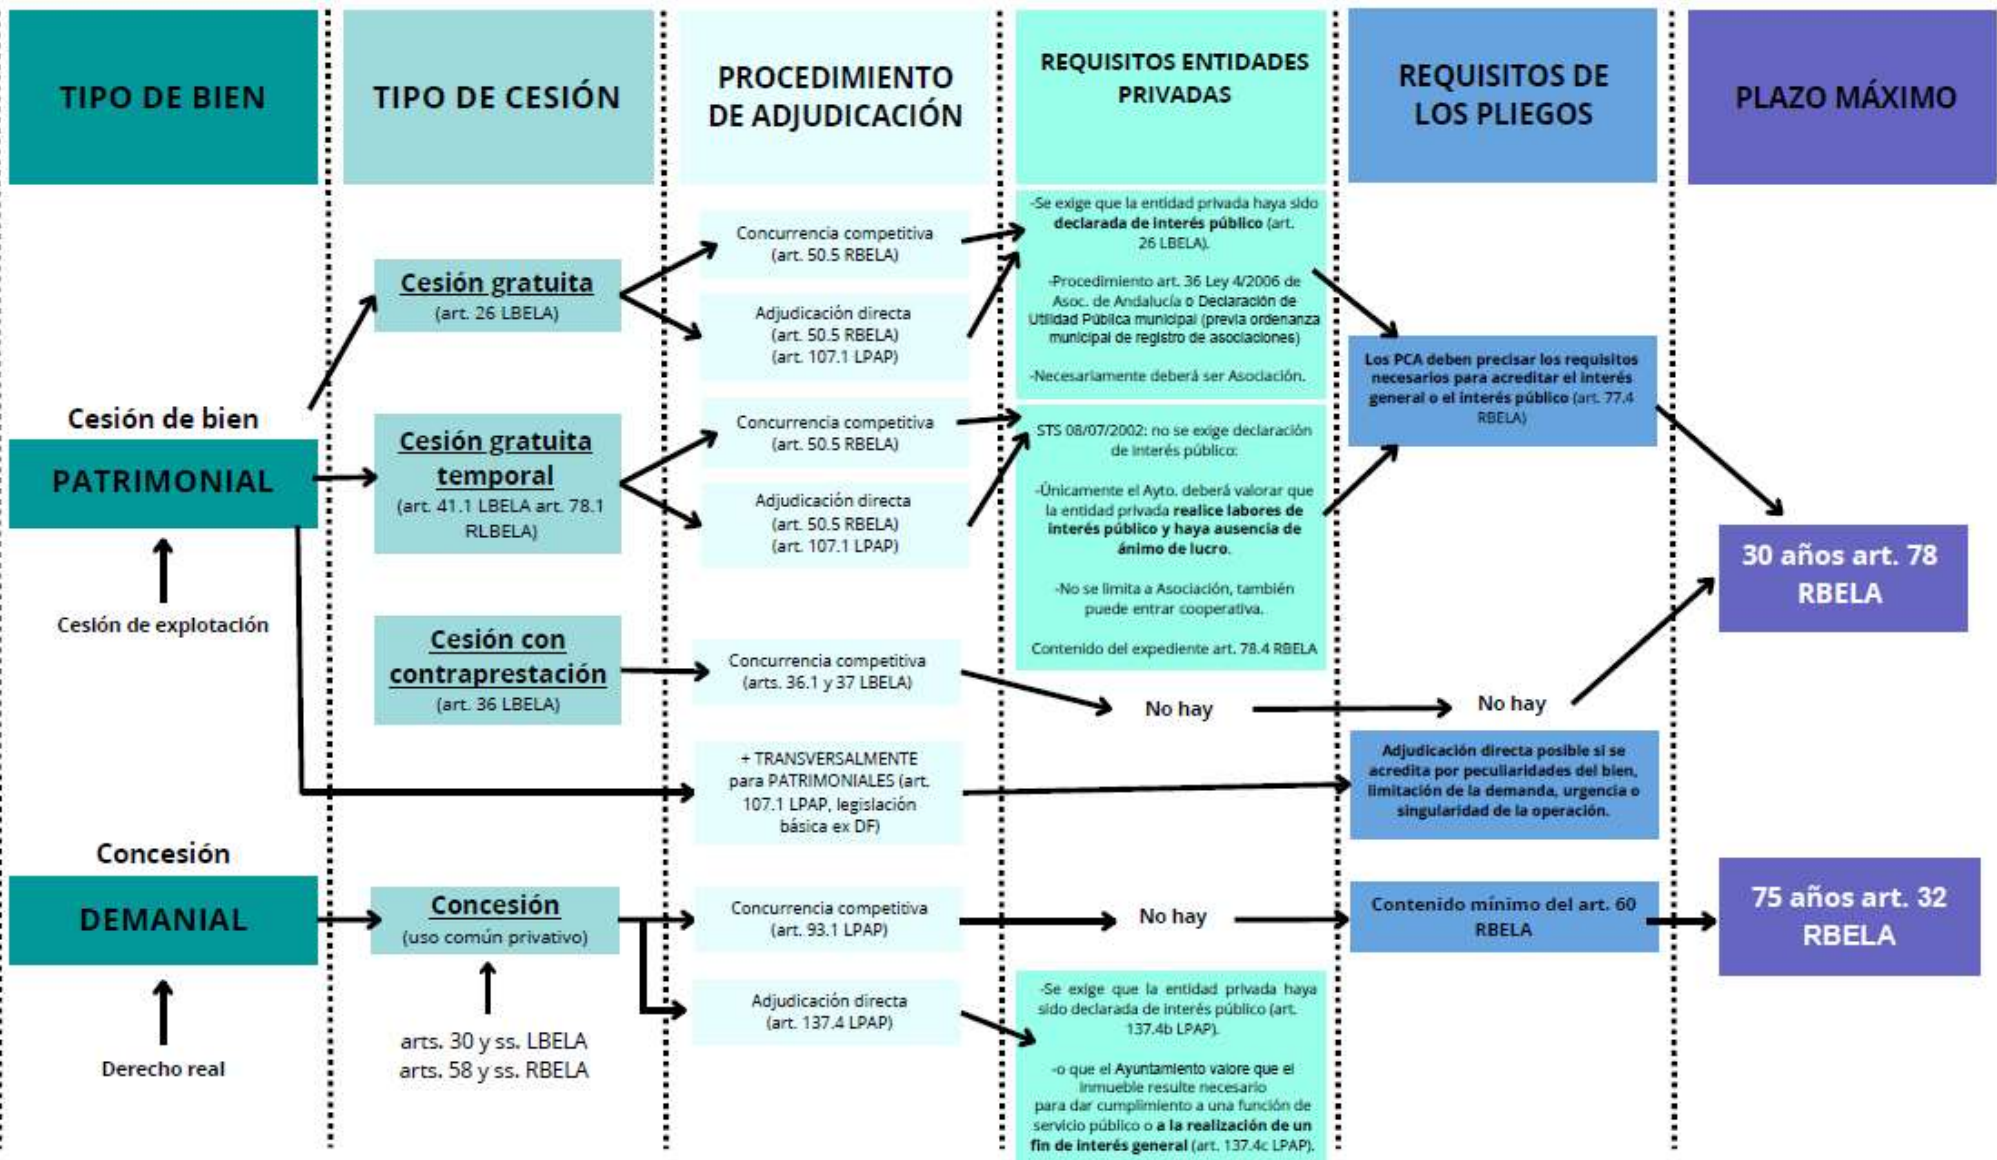 TIPO DE BIEN
TIPO DE CESIÓN
PROCEDIMIENTO
DE ADJUDICACIÓN
REQUISITOS ENTIDADES
PRIVADAS
REQUISITOS DE
LOS PLIEGOS
PLAZO MÁXIMO
Cesión de bien
PATRIMONIAL
Cesión de explotación
Cesión gratuita
(art. 26 LBELA)
Concurrencia competitiva
(art. 50.5 RBELA)
Adjudicación directa
(art. 50.5 RBELA)
(art. 107.1 LPAP)
-Se exige que la entidad privada haya sido
declarada de interés público (art.
26 LBELA).
-Procedimiento art. 36 Ley 4/2006 de
Asoc. de Andalucía o Declaración de
Utilidad Pública municipal (previa ordenanza
municipal de registro de asociaciones)
-Necesariamente deberá ser Asociación.
Cesión gratuita
temporal
(art. 41.1 LBELA art. 78.1
RLBELA)
Concurrencia competitiva
(art. 50.5 RBELA)
Adjudicación directa
(art. 50.5 RBELA)
(art. 107.1 LPAP)
STS 08/07/2002: no se exige declaración
de interés público:
-Únicamente el Ayto. deberá valorar que
la entidad privada realice labores de
interés público y haya ausencia de
ánimo de lucro.
-No se limita a Asociación, también
puede entrar cooperativa.
Contenido del expediente art. 78.4 RBELA
Los PCA deben precisar los requisitos
necesarios para acreditar el interés
general o el interés público (art. 77.4
RBELA)
30 años art. 78
RBELA
Cesión con
contraprestación
(art. 36 LBELA)
Concurrencia competitiva
(arts. 36.1 y 37 LBELA)
No hay
No hay
+ TRANSVERSALMENTE
para PATRIMONIALES (art.
107.1 LPAP, legislación
básica ex DF)
Adjudicación directa posible si se
acredita por peculiaridades del bien,
limitación de la demanda, urgencia o
singularidad de la operación.
Concesión
DEMANIAL
Derecho real
Concesión
(uso común privativo)
arts. 30 y ss. LBELA
arts. 58 y ss. RBELA
Concurrencia competitiva
(art. 93.1 LPAP)
No hay
Contenido mínimo del art. 60
RBELA
75 años art. 32
RBELA
Adjudicación directa
(art. 137.4 LPAP)
-Se exige que la entidad privada haya
sido declarada de interés público (art.
137.4b LPAP).
-o que el Ayuntamiento valore que el
inmueble resulte necesario
para dar cumplimiento a una función de
servicio público o a la realización de un
fin de interés general (art. 137.4c LPAP).